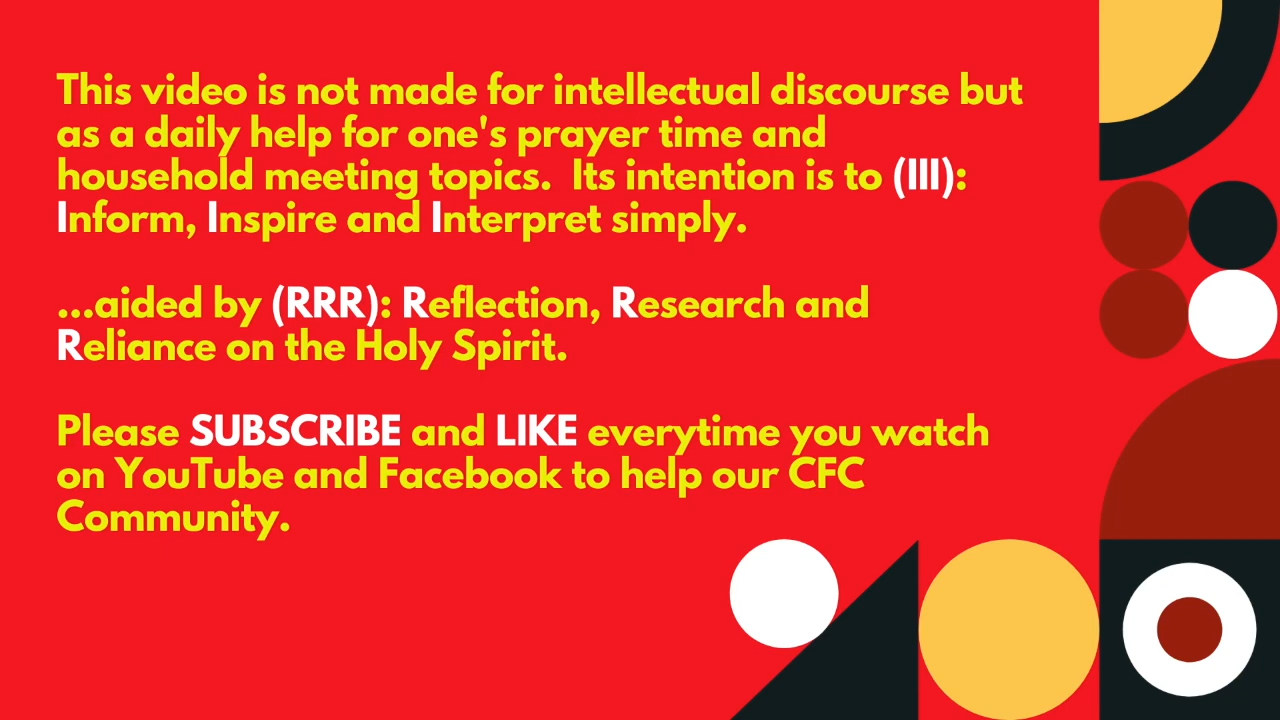 This video is not made for intellectual discourse but
as a daily help for one's prayer time and
household meeting topics.  Its intention is to (III):
Inform, Inspire and Interpret simply.
...aided by (RRR): Reflection, Research and
Reliance on the Holy Spirit.
Please SUBSCRIBE and LIKE everytime you watch
on YouTube and Facebook to help our CFC
Community.